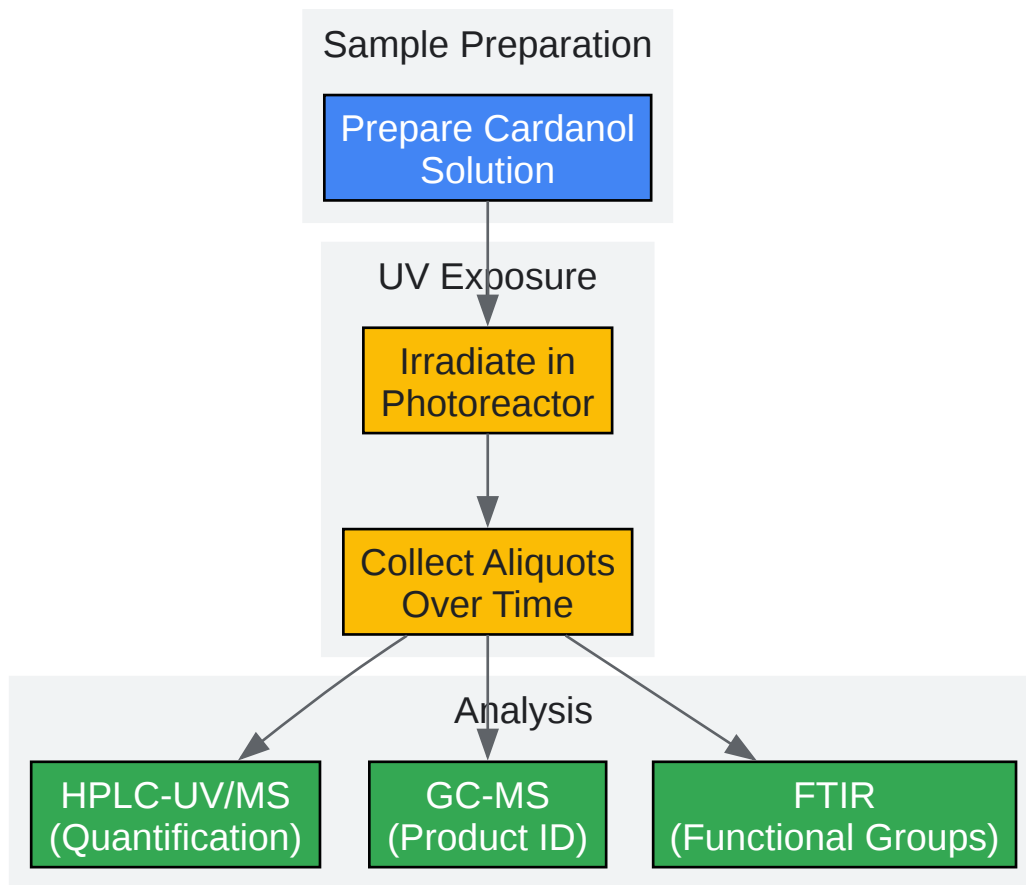 Sample Preparation
Prepare Cardanol
Solution
UV Exposure
Irradiate in
Photoreactor
Collect Aliquots
Over Time
Analysis
HPLC-UV/MS
(Quantification)
GC-MS
(Product ID)
FTIR
(Functional Groups)